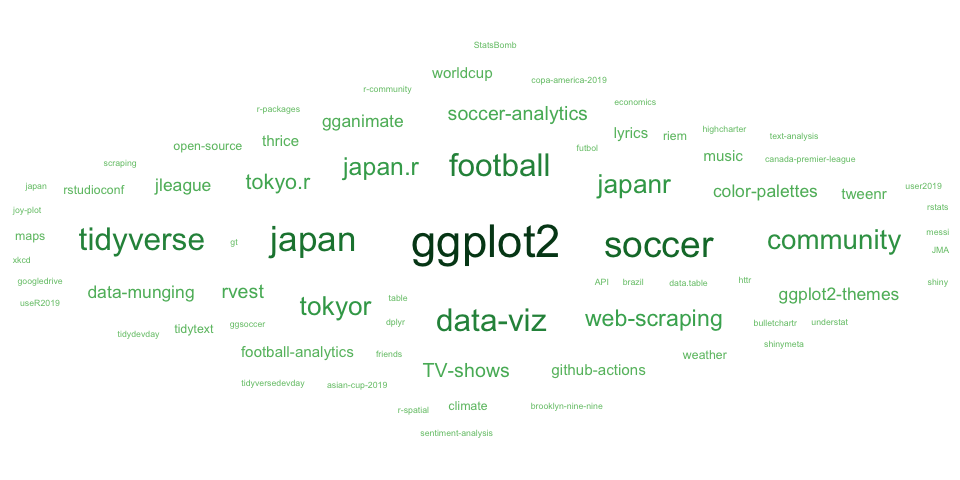 StatsBomb
worldcup
copa-america-2019
r-community
economics
r-packages
gganimate
soccer-analytics
lyrics
riem
highcharter
text-analysis
open-source
thrice
futbol
music
canada-premier-league
scraping
japan.r
football
japan
rstudioconf
jleague
tokyo.r
japanr
color-palettes
tweenr
user2019
joy-plot
rstats
maps
tidyverse
gt
japan
ggplot2
soccer
community
messi
JMA
xkcd
googledrive
data-munging
rvest
API
brazil
data.table
httr
shiny
useR2019
tokyor
table
ggplot2-themes
tidydevday
tidytext
ggsoccer
dplyr
data-viz
web-scraping
bulletchartr
understat
football-analytics
friends
weather
shinymeta
tidyversedevday
asian-cup-2019
TV-shows
github-actions
r-spatial
climate
brooklyn-nine-nine
sentiment-analysis